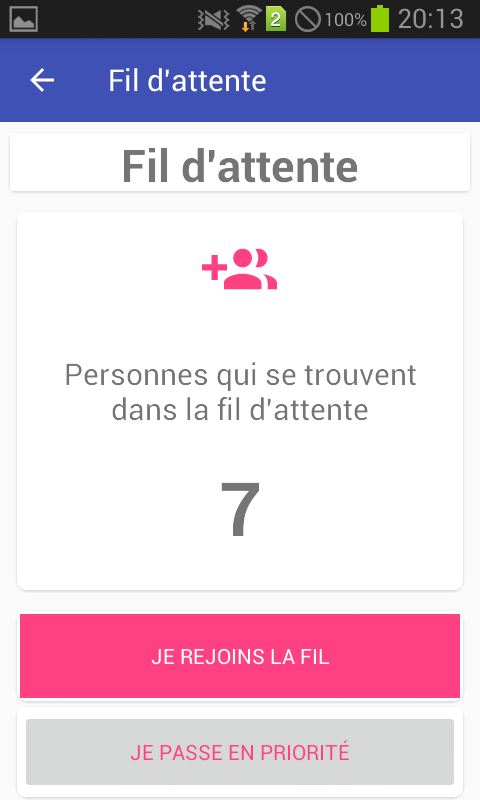 2 100% 20:13
Fil d'attente
Fil d'attente
Personnes qui se trouvent
dans la fil d'attente
7
JE REJOINS LA FIL
JE PASSE EN PRIORITÉ